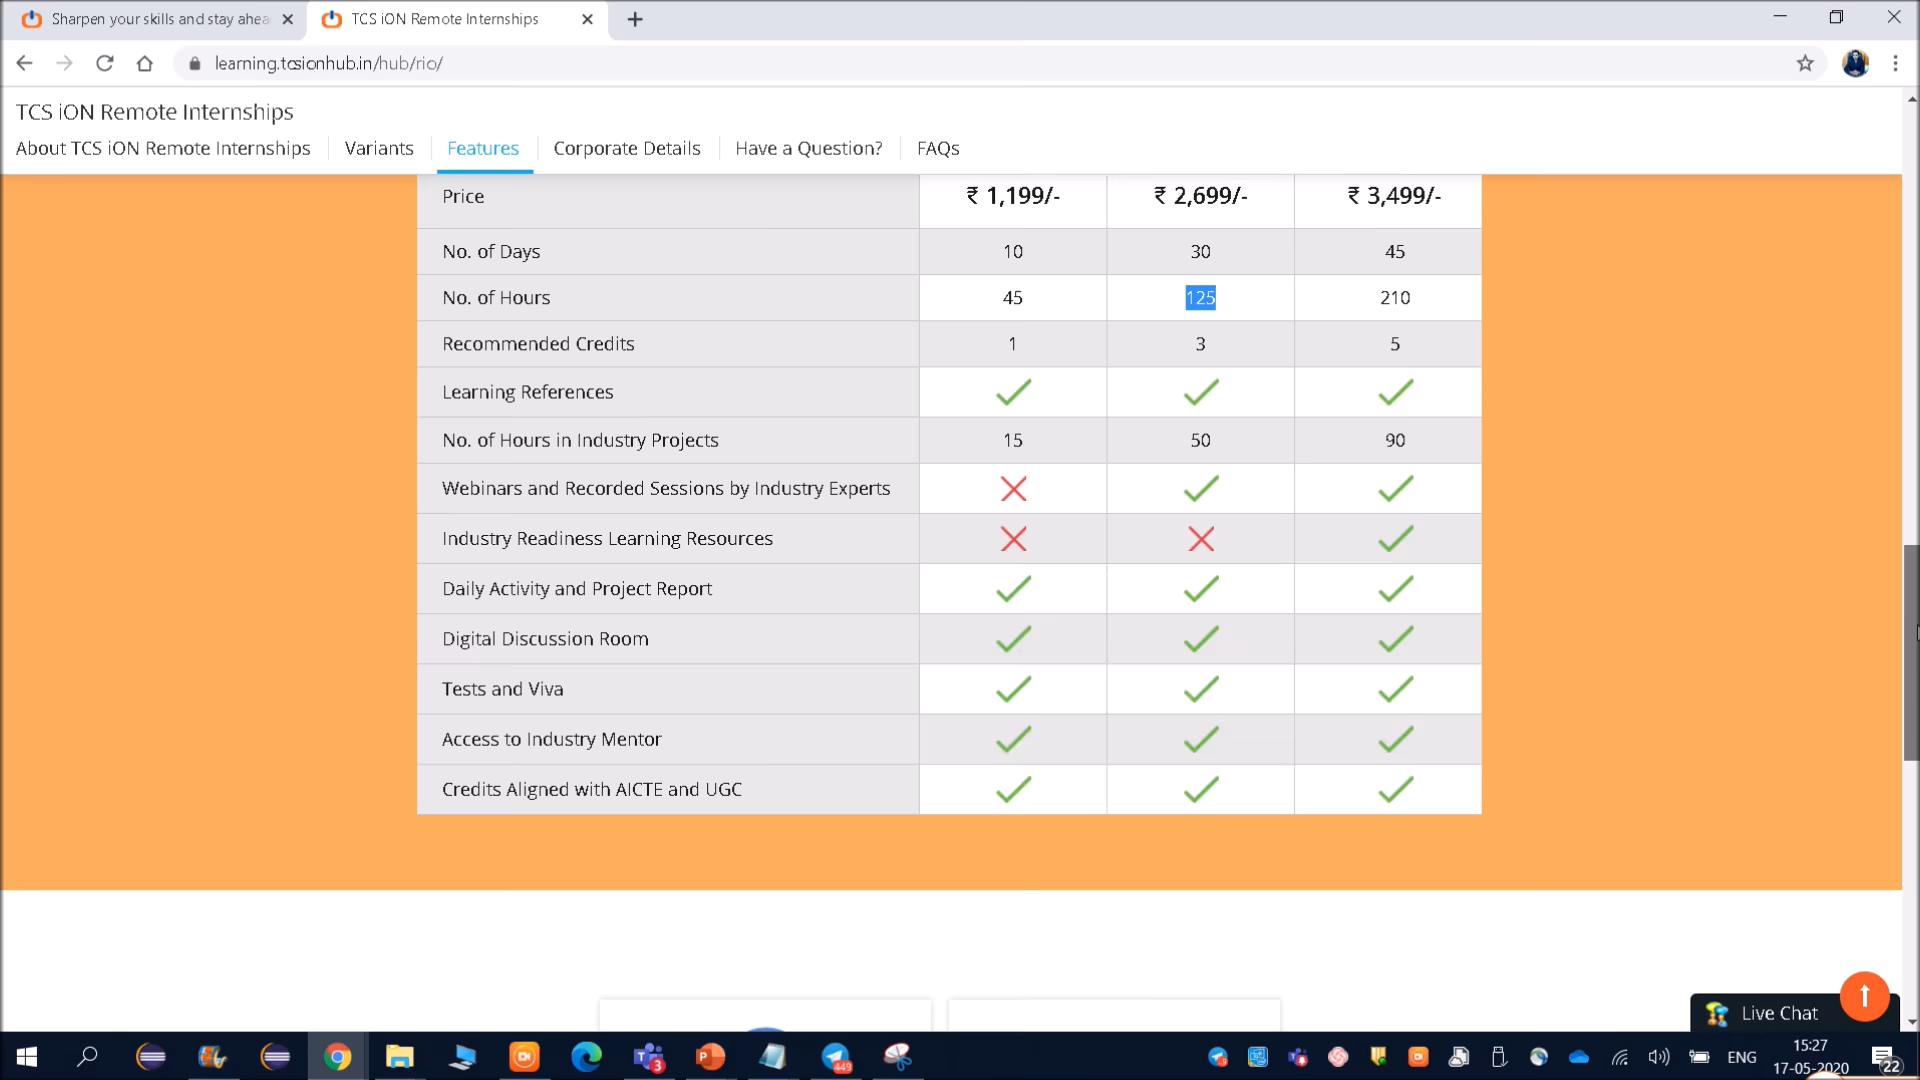 Sharpen your skills and stay ahea
TCS iON Remote Internships
learning.tcsionhub.in/hub/rio/
TCS iON Remote Internships
About TCS iON Remote Internships Variants Features Corporate Details Have a Question? FAQs
Price ₹ 1,199/- ₹ 2,699/- ₹ 3,499/-
No. of Days 10 30 45
No. of Hours 45 125 210
Recommended Credits 1 3 5
Learning References
No. of Hours in Industry Projects 15 50 90
Webinars and Recorded Sessions by Industry Experts
Industry Readiness Learning Resources
Daily Activity and Project Report
Digital Discussion Room
Tests and Viva
Access to Industry Mentor
Credits Aligned with AICTE and UGC
Live Chat
3
449
ENG
15:27
17-05-2020
22